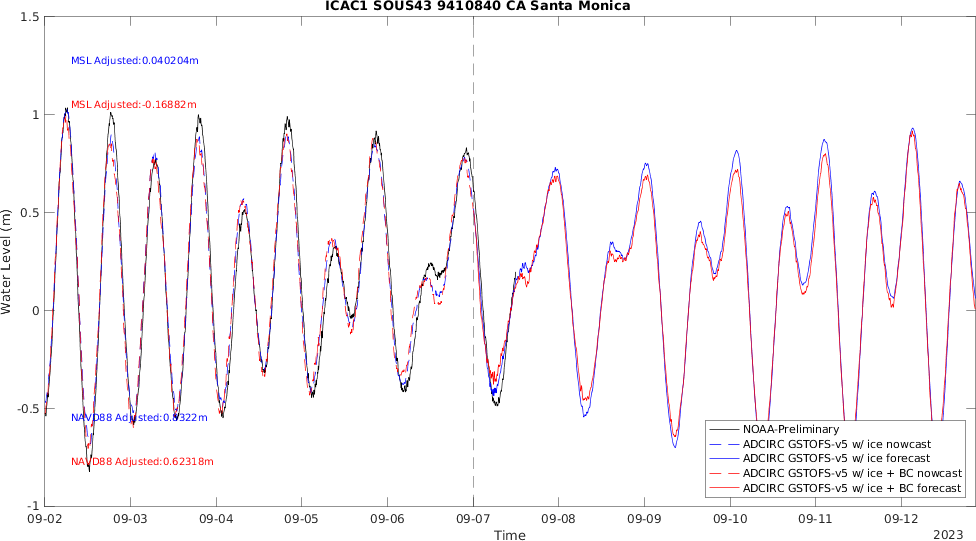 ICAC1 SOUS43 9410840 CA Santa Monica
1.5
MSL Adjusted:0.040204m
MSL Adjusted:-0.16882m
1
0.5
Water Level (m)
0
-0.5
NAVD88 Adjusted:0.8322m
NAVD88 Adjusted:0.62318m
-1
NOAA-Preliminary
ADCIRC GSTOFS-v5 w/ ice nowcast
ADCIRC GSTOFS-v5 w/ ice forecast
ADCIRC GSTOFS-v5 w/ ice + BC nowcast
ADCIRC GSTOFS-v5 w/ ice + BC forecast
09-02 09-03 09-04 09-05 09-06 09-07 09-08 09-09 09-10 09-11 09-12
Time
2023